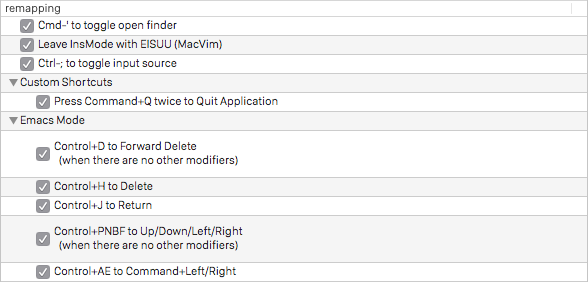 remapping
Cmd-' to toggle open finder
Leave InsMode with EISUU (MacVim)
Ctrl-; to toggle input source
Custom Shortcuts
Press Command+Q twice to Quit Application
Emacs Mode
Control+D to Forward Delete
(when there are no other modifiers)
Control+H to Delete
Control+J to Return
Control+PNBF to Up/Down/Left/Right
(when there are no other modifiers)
Control+AE to Command+Left/Right